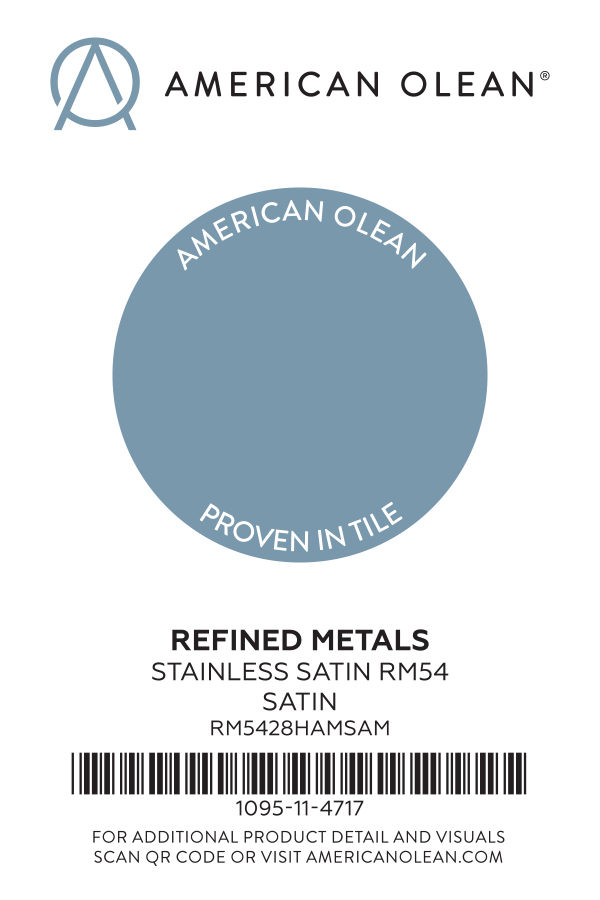 AMERICAN OLEAN®
AMERICAN OLEAN
PROVEN IN TILE
REFINED METALS
STAINLESS SATIN RM54
SATIN
RM5428HAMSAM
1095-11-4717
FOR ADDITIONAL PRODUCT DETAIL AND VISUALS
SCAN QR CODE OR VISIT AMERICANOLEAN.COM